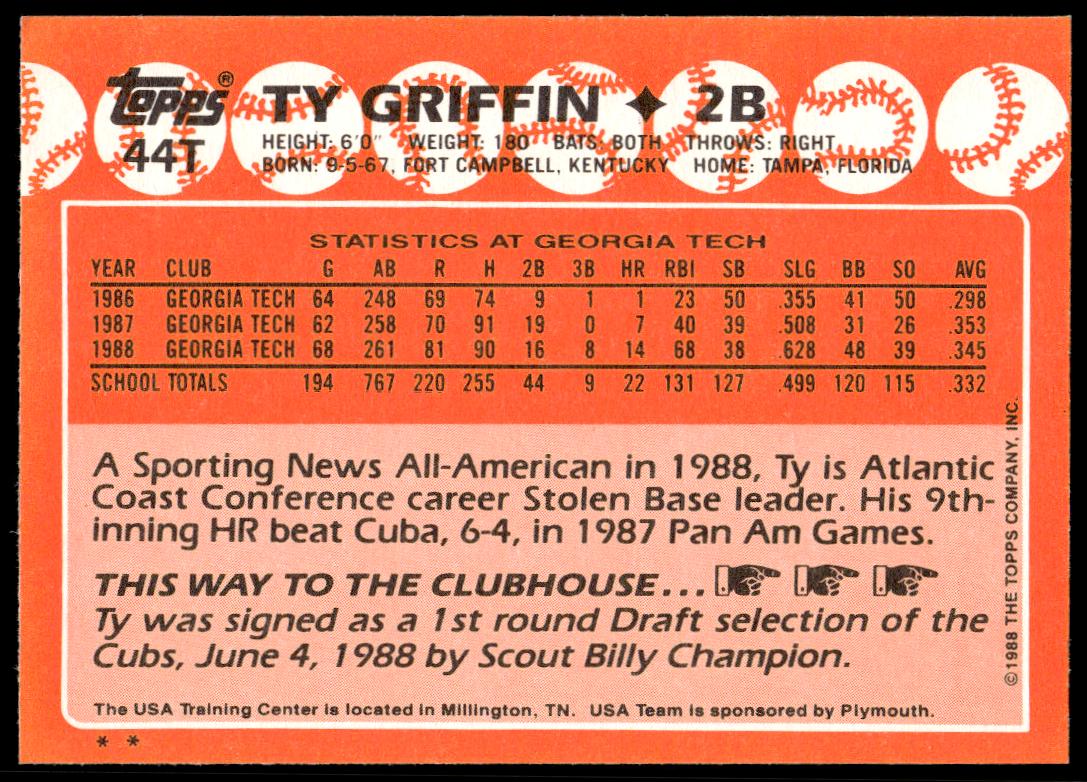 topps® TY GRIFFIN ✦ 2B
44T HEIGHT: 6'0" WEIGHT: 180 BATS: BOTH THROWS: RIGHT
BORN: 9-5-67, FORT CAMPBELL, KENTUCKY HOME: TAMPA, FLORIDA
STATISTICS AT GEORGIA TECH
YEAR CLUB G AB R H 2B 3B HR RBI SB SLG BB SO AVG
1986 GEORGIA TECH 64 248 69 74 9 1 1 23 50 .355 41 50 .298
1987 GEORGIA TECH 62 258 70 91 19 0 7 40 39 .508 31 26 .353
1988 GEORGIA TECH 68 261 81 90 16 8 14 68 38 .628 48 39 .345
SCHOOL TOTALS 194 767 220 255 44 9 22 131 127 .499 120 115 .332
A Sporting News All-American in 1988, Ty is Atlantic
Coast Conference career Stolen Base leader. His 9th-
inning HR beat Cuba, 6-4, in 1987 Pan Am Games.
THIS WAY TO THE CLUBHOUSE...
Ty was signed as a 1st round Draft selection of the
Cubs, June 4, 1988 by Scout Billy Champion.
The USA Training Center is located in Millington, TN. USA Team is sponsored by Plymouth.
* *
©1988 THE TOPPS COMPANY, INC.